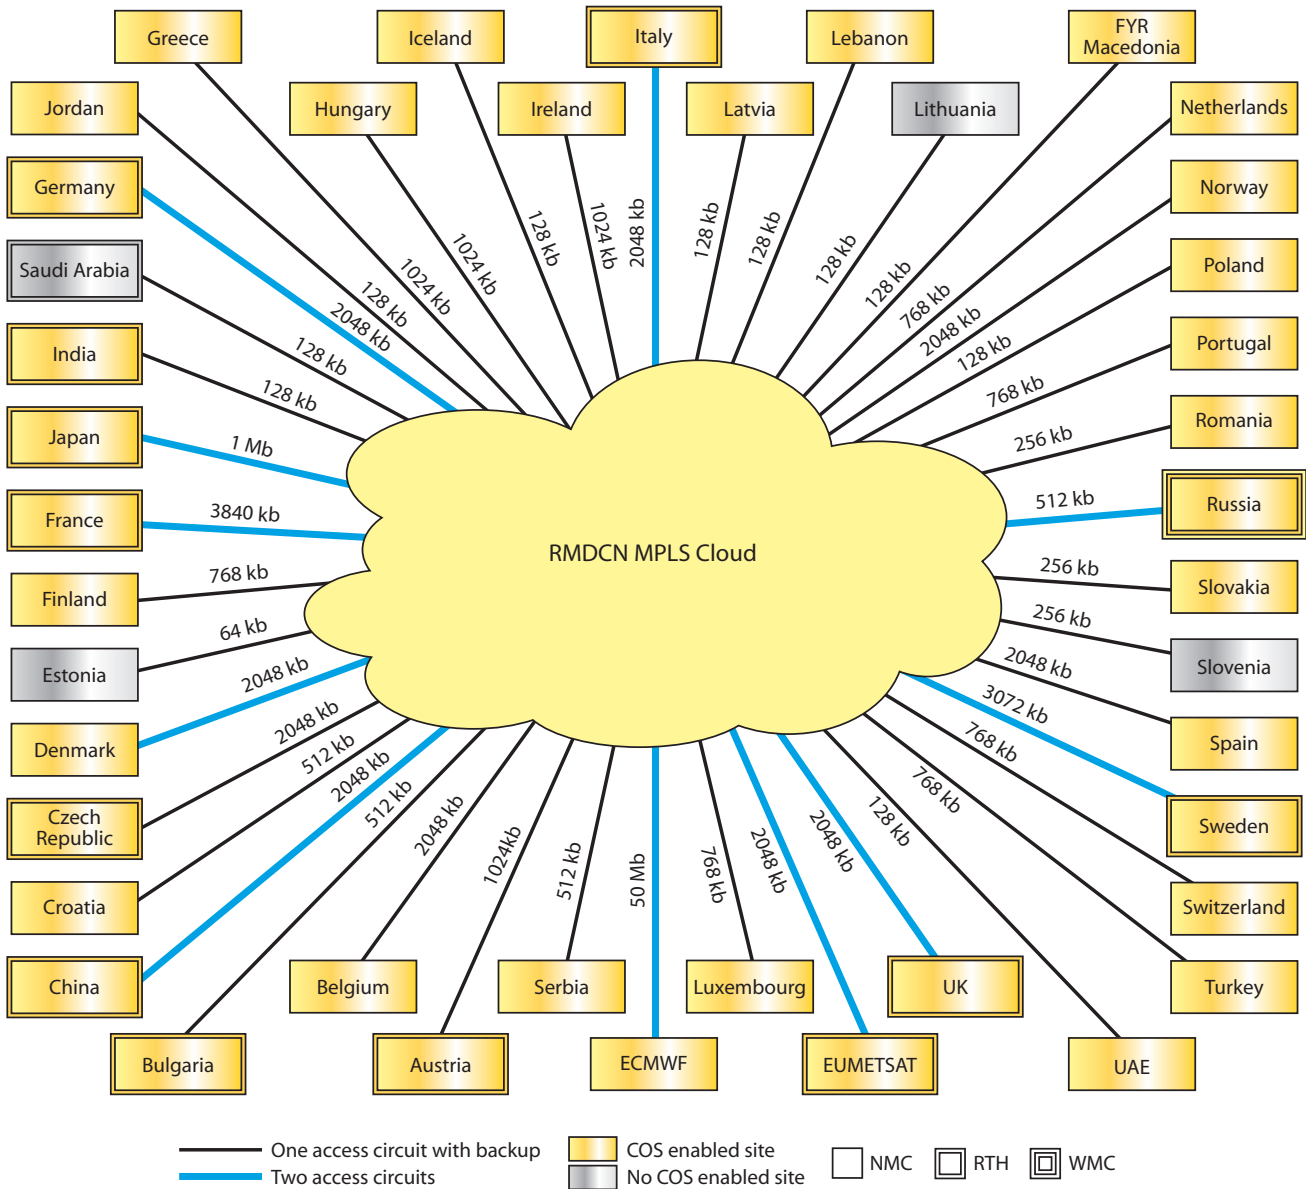 Greece
Iceland
Italy
Lebanon
FYR
Macedonia
Jordan
Hungary
Ireland
Latvia
Lithuania
Netherlands
Germany
Norway
Saudi Arabia
Poland
India
Portugal
Japan
Romania
France
Russia
Finland
Slovakia
Estonia
Slovenia
Denmark
Spain
Czech
Republic
Sweden
Croatia
Switzerland
China
Belgium
Serbia
Luxembourg
UK
Turkey
Bulgaria
Austria
ECMWF
EUMETSAT
UAE
RMDCN MPLS Cloud
1024 kb
128 kb
1024 kb
2048 kb
128 kb
128 kb
128 kb
128 kb
768 kb
2048 kb
128 kb
768 kb
256 kb
512 kb
256 kb
256 kb
2048 kb
3072 kb
768 kb
768 kb
128 kb
2048 kb
2048 kb
768 kb
50 Mb
512 kb
1024kb
2048 kb
512 kb
2048 kb
512 kb
2048 kb
2048 kb
64 kb
768 kb
3840 kb
1 Mb
128 kb
128 kb
2048 kb
128 kb
1024 kb
One access circuit with backup
Two access circuits
COS enabled site
No COS enabled site
NMC
RTH
WMC